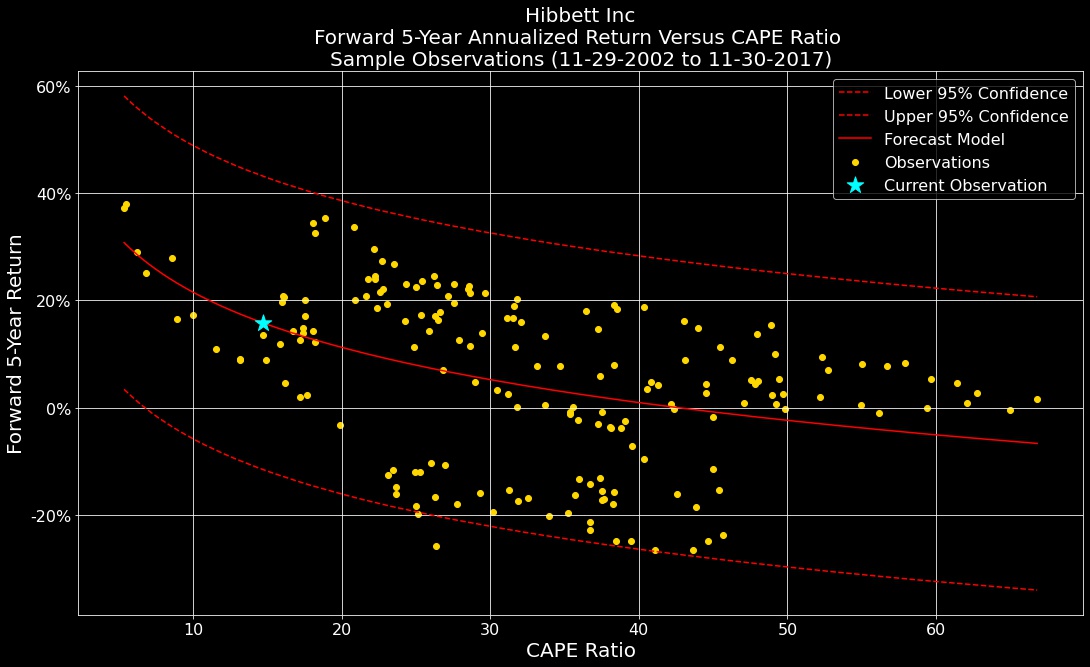 Hibbett Inc
Forward 5-Year Annualized Return Versus CAPE Ratio
Sample Observations (11-29-2002 to 11-30-2017)
Lower 95% Confidence
Upper 95% Confidence
Forecast Model
Observations
Current Observation
Forward 5-Year Return
60%
40%
20%
0%
-20%
10 20 30 40 50 60
CAPE Ratio